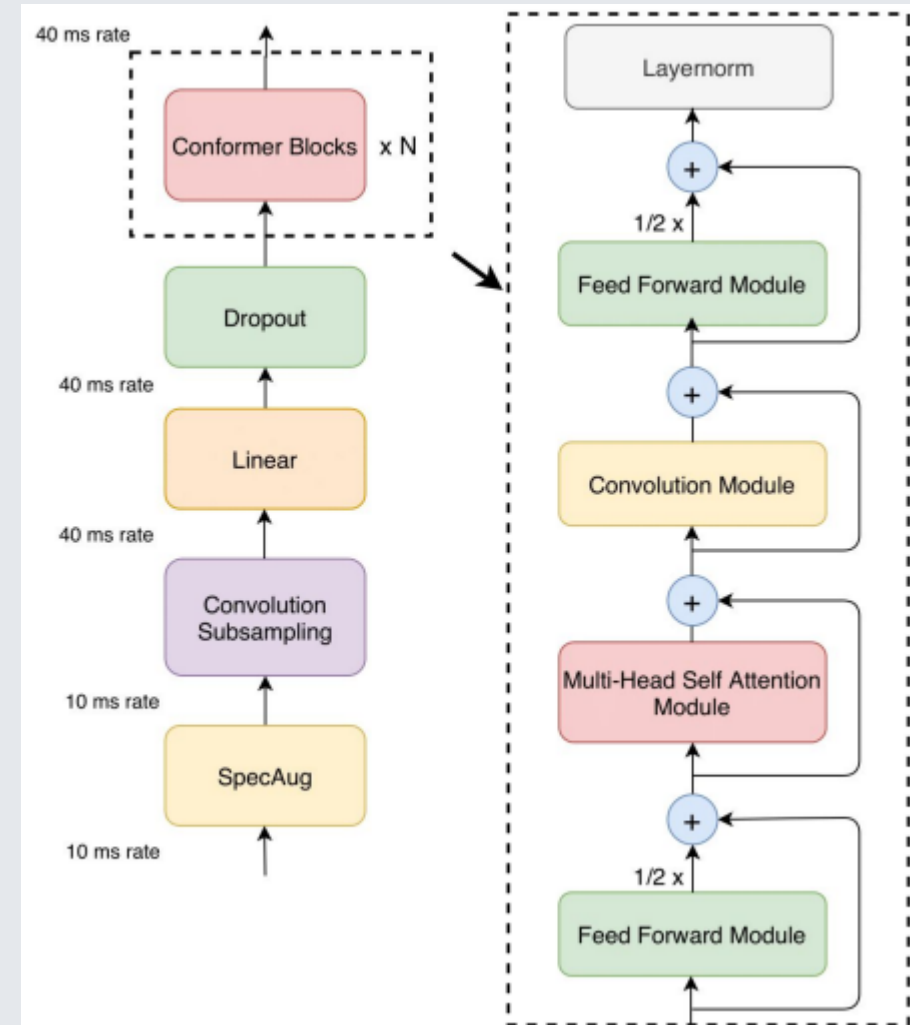 40 ms rate
Conformer Blocks
x N
Dropout
40 ms rate
Linear
40 ms rate
Convolution
Subsampling
10 ms rate
SpecAug
10 ms rate
Layernorm
+
1/2 x
Feed Forward Module
+
Convolution Module
+
Multi-Head Self Attention
Module
+
1/2 x
Feed Forward Module